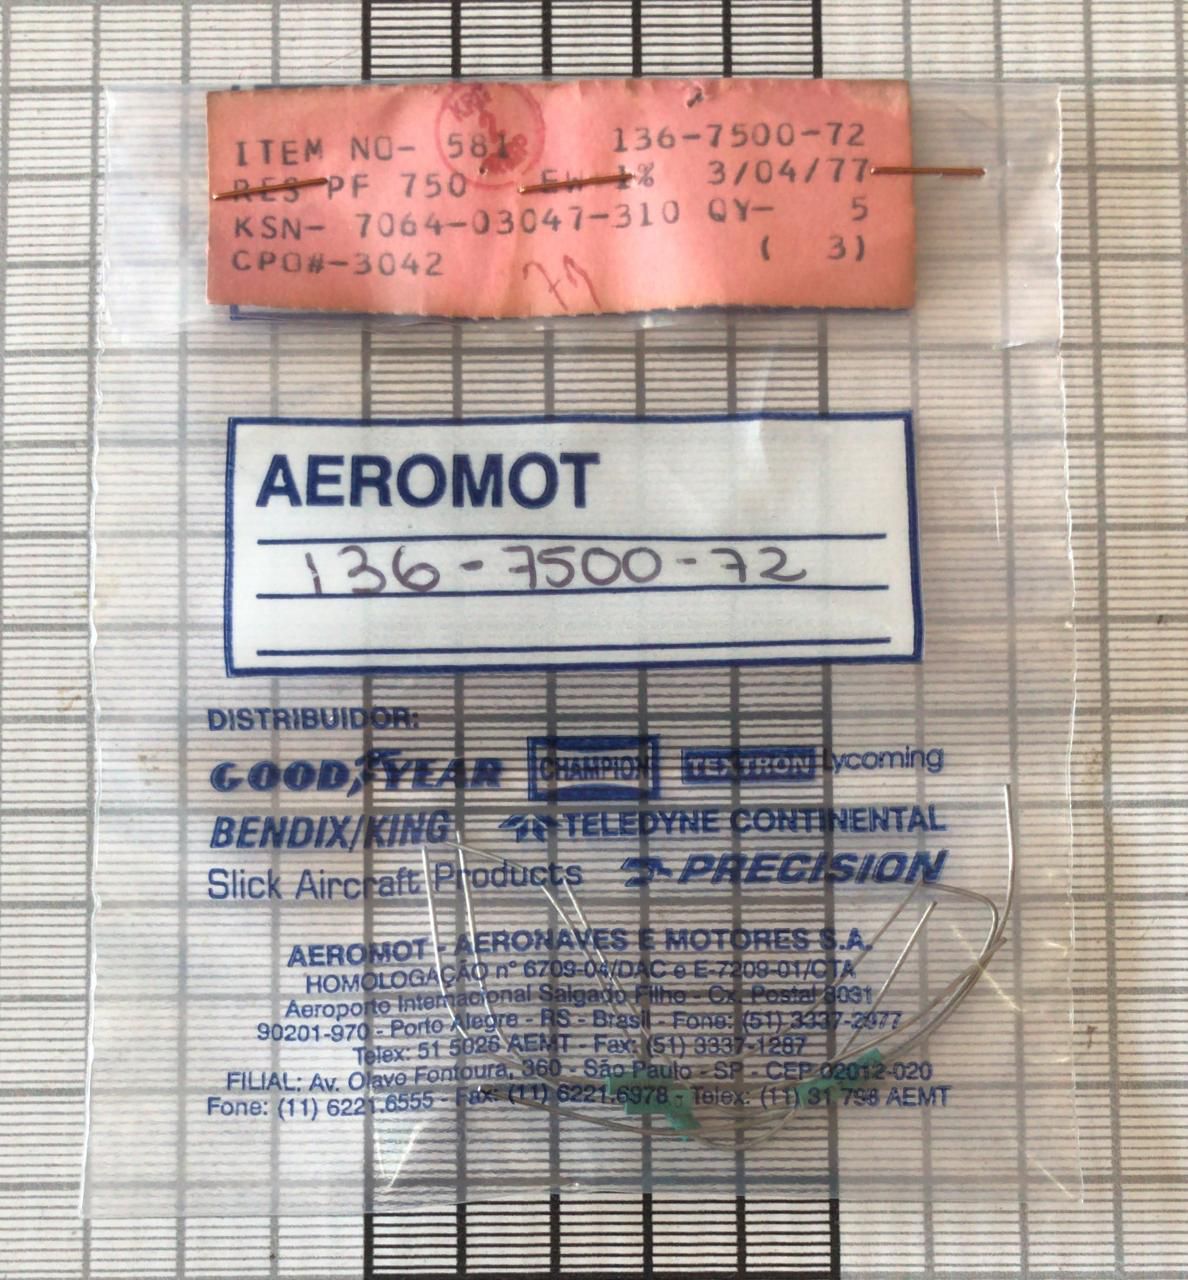 ITEM NO- 581 136-7500-72
RES PF 750 EW 1% 3/04/77
KSN- 7064-03047-310 QY- 5
CPO#-3042 ( 3)
AEROMOT
136-7500-72
DISTRIBUIDOR:
GOODYEAR CHAMPION TEXTRON Lycoming
BENDIX/KING TELEDYNE CONTINENTAL
Slick Aircraft Products PRECISION
AEROMOT - AERONAVES E MOTORES S.A.
HOMOLOGAÇÃO nº 6709-04/DAC e E-7209-01/CTA
Aeroporto Internacional Salgado Filho - Cx. Postal 8031
90201-970 - Porto Alegre - RS - Brasil - Fone: (51) 3337-2977
Telex: 51 5026 AEMT - Fax: (51) 3337-1287
FILIAL: Av. Olavo Fontoura, 360 - São Paulo - SP - CEP 02012-020
Fone: (11) 6221.6555 - Fax: (11) 6221.6978 - Telex: (11) 31 796 AEMT